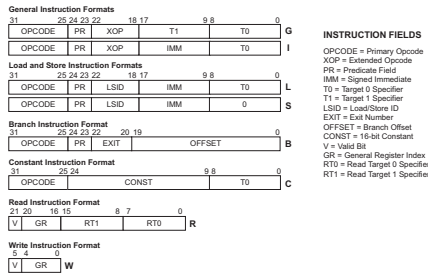 General Instruction Formats
31 25 24 23 22 18 17 9 8 0
OPCODE PR XOP T1 T0 G
OPCODE PR XOP IMM T0 I
Load and Store Instruction Formats
31 25 24 23 22 18 17 9 8 0
OPCODE PR LSID IMM T0 L
OPCODE PR LSID IMM 0 S
Branch Instruction Format
31 25 24 23 22 20 19 0
OPCODE PR EXIT OFFSET B
Constant Instruction Format
31 25 24 9 8 0
OPCODE CONST T0 C
Read Instruction Format
21 20 16 15 8 7 0
V GR RT1 RT0 R
Write Instruction Format
5 4 0
V GR W
INSTRUCTION FIELDS
OPCODE = Primary Opcode
XOP = Extended Opcode
PR = Predicate Field
IMM = Signed Immediate
T0 = Target 0 Specifier
T1 = Target 1 Specifier
LSID = Load/Store ID
EXIT = Exit Number
OFFSET = Branch Offset
CONST = 16-bit Constant
V = Valid Bit
GR = General Register Index
RT0 = Read Target 0 Specifier
RT1 = Read Target 1 Specifier